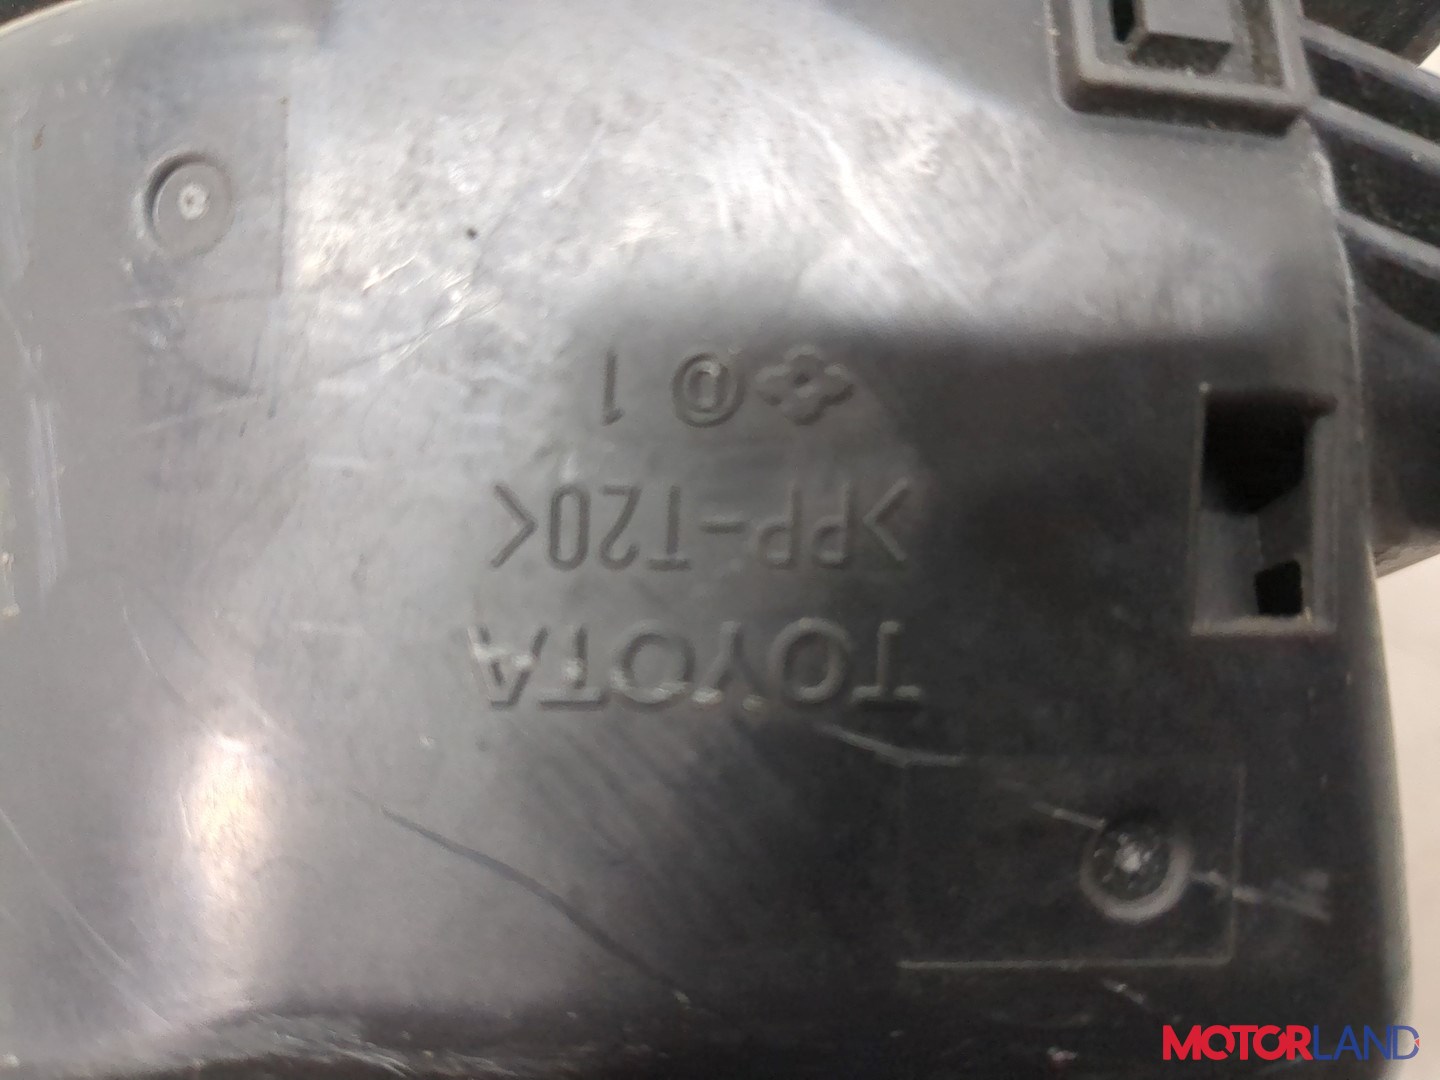 TOYOTA
>PP-T20<
1
MOTORLAND